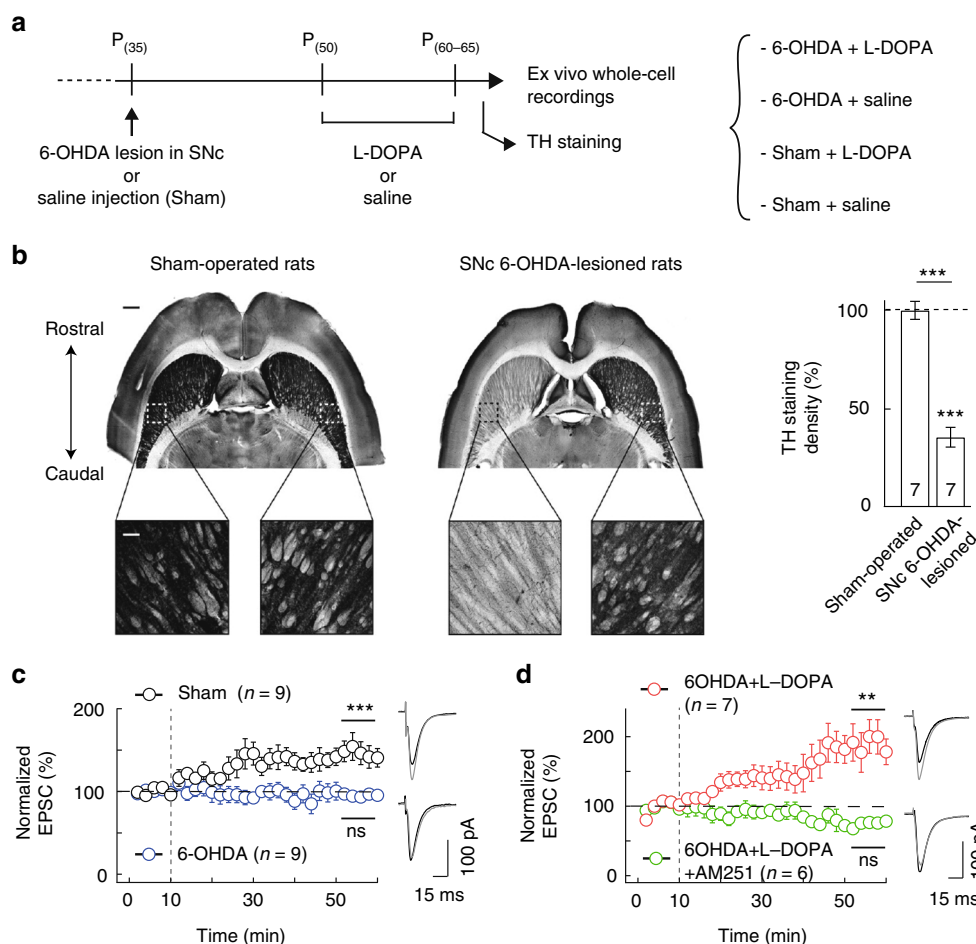 a
P(35)
P(50)
P(60–65)
6-OHDA lesion in SNc
or
saline injection (Sham)
L-DOPA
or
saline
Ex vivo whole-cell
recordings
TH staining
- 6-OHDA + L-DOPA
- 6-OHDA + saline
- Sham + L-DOPA
- Sham + saline
b
Sham-operated rats
SNc 6-OHDA-lesioned rats
Rostral
Caudal
TH staining
density (%)
100
50
0
***
***
7
7
Sham-operated
SNc 6-OHDA-
lesioned
c
Sham (n = 9)
***
Normalized
EPSC (%)
200
100
0
ns
6-OHDA (n = 9)
0 10 30 50
Time (min)
100 pA
15 ms
d
6OHDA+L–DOPA
(n = 7)
**
Normalized
EPSC (%)
200
100
0
6OHDA+L–DOPA
+AM251 (n = 6)
ns
0 10 30 50
Time (min)
100 pA
15 ms